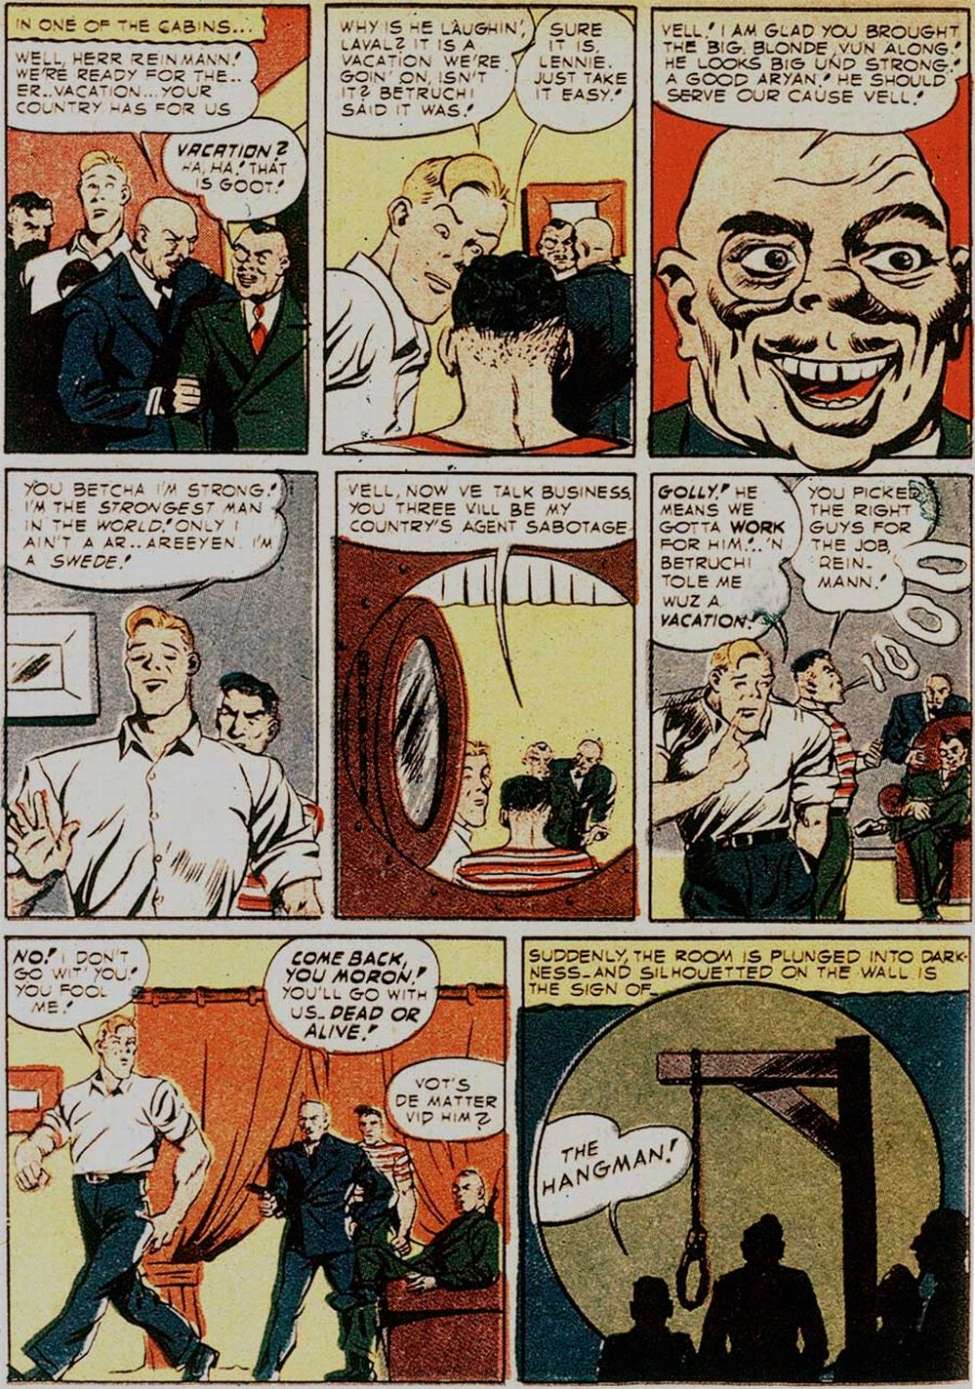 IN ONE OF THE CABINS...
WELL, HERR REINMANN!
WE'RE READY FOR THE..
ER..VACATION...YOUR
COUNTRY HAS FOR US
VACATION?
HA, HA! THAT
IS GOOT!
WHY IS HE LAUGHIN',
LAVAL? IT IS A
VACATION WE'RE
GOIN' ON, ISN'T
IT? BETRUCHI
SAID IT WAS!
SURE
IT IS,
LENNIE.
JUST TAKE
IT EASY!
VELL! I AM GLAD YOU BROUGHT
THE BIG, BLONDE, VUN ALONG!
HE LOOKS BIG UND STRONG!
A GOOD ARYAN! HE SHOULD
SERVE OUR CAUSE VELL!
YOU BETCHA I'M STRONG!
I'M THE STRONGEST MAN
IN THE WORLD! ONLY I
AIN'T A AR..AREEYEN. I'M
A SWEDE!
VELL, NOW VE TALK BUSINESS,
YOU THREE VILL BE MY
COUNTRY'S AGENT SABOTAGE
GOLLY! HE
MEANS WE
GOTTA WORK
FOR HIM!..'N
BETRUCHI
TOLE ME
WUZ A
VACATION!
YOU PICKED
THE RIGHT
GUYS FOR
THE JOB,
REIN-
MANN!
NO! I DON'T
GO WIT' YOU!
YOU FOOL
ME!
COME BACK,
YOU MORON!
YOU'LL GO WITH
US_DEAD OR
ALIVE!
VOT'S
DE MATTER
VID HIM?
SUDDENLY, THE ROOM IS PLUNGED INTO DARK-
NESS_AND SILHOUETTED ON THE WALL IS
THE SIGN OF_
THE
HANGMAN!